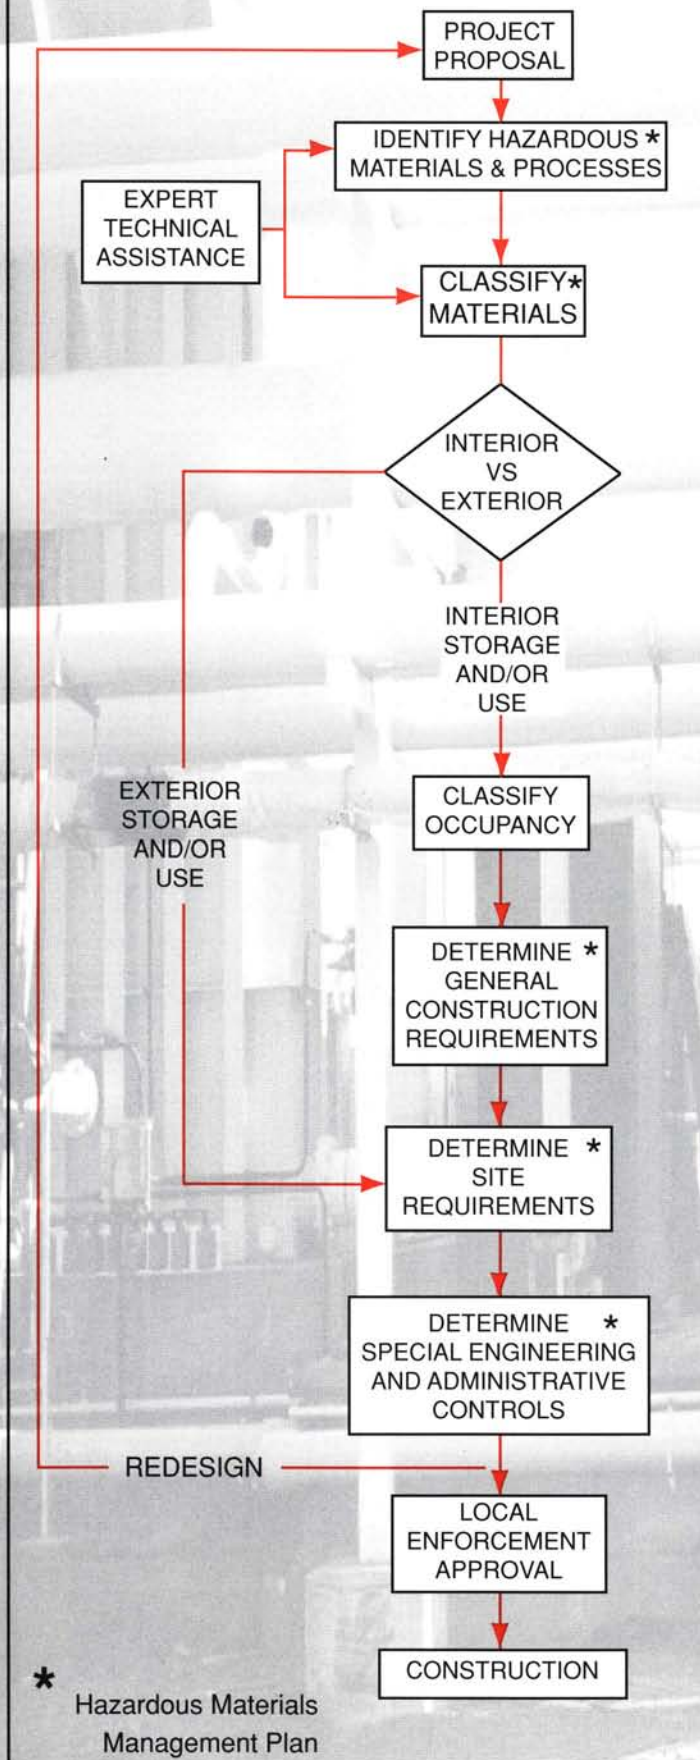 PROJECT
PROPOSAL
IDENTIFY HAZARDOUS *
MATERIALS & PROCESSES
EXPERT
TECHNICAL
ASSISTANCE
CLASSIFY*
MATERIALS
INTERIOR
VS
EXTERIOR
INTERIOR
STORAGE
AND/OR
USE
EXTERIOR
STORAGE
AND/OR
USE
CLASSIFY
OCCUPANCY
DETERMINE *
GENERAL
CONSTRUCTION
REQUIREMENTS
DETERMINE *
SITE
REQUIREMENTS
DETERMINE *
SPECIAL ENGINEERING
AND ADMINISTRATIVE
CONTROLS
REDESIGN
LOCAL
ENFORCEMENT
APPROVAL
CONSTRUCTION
* Hazardous Materials
Management Plan